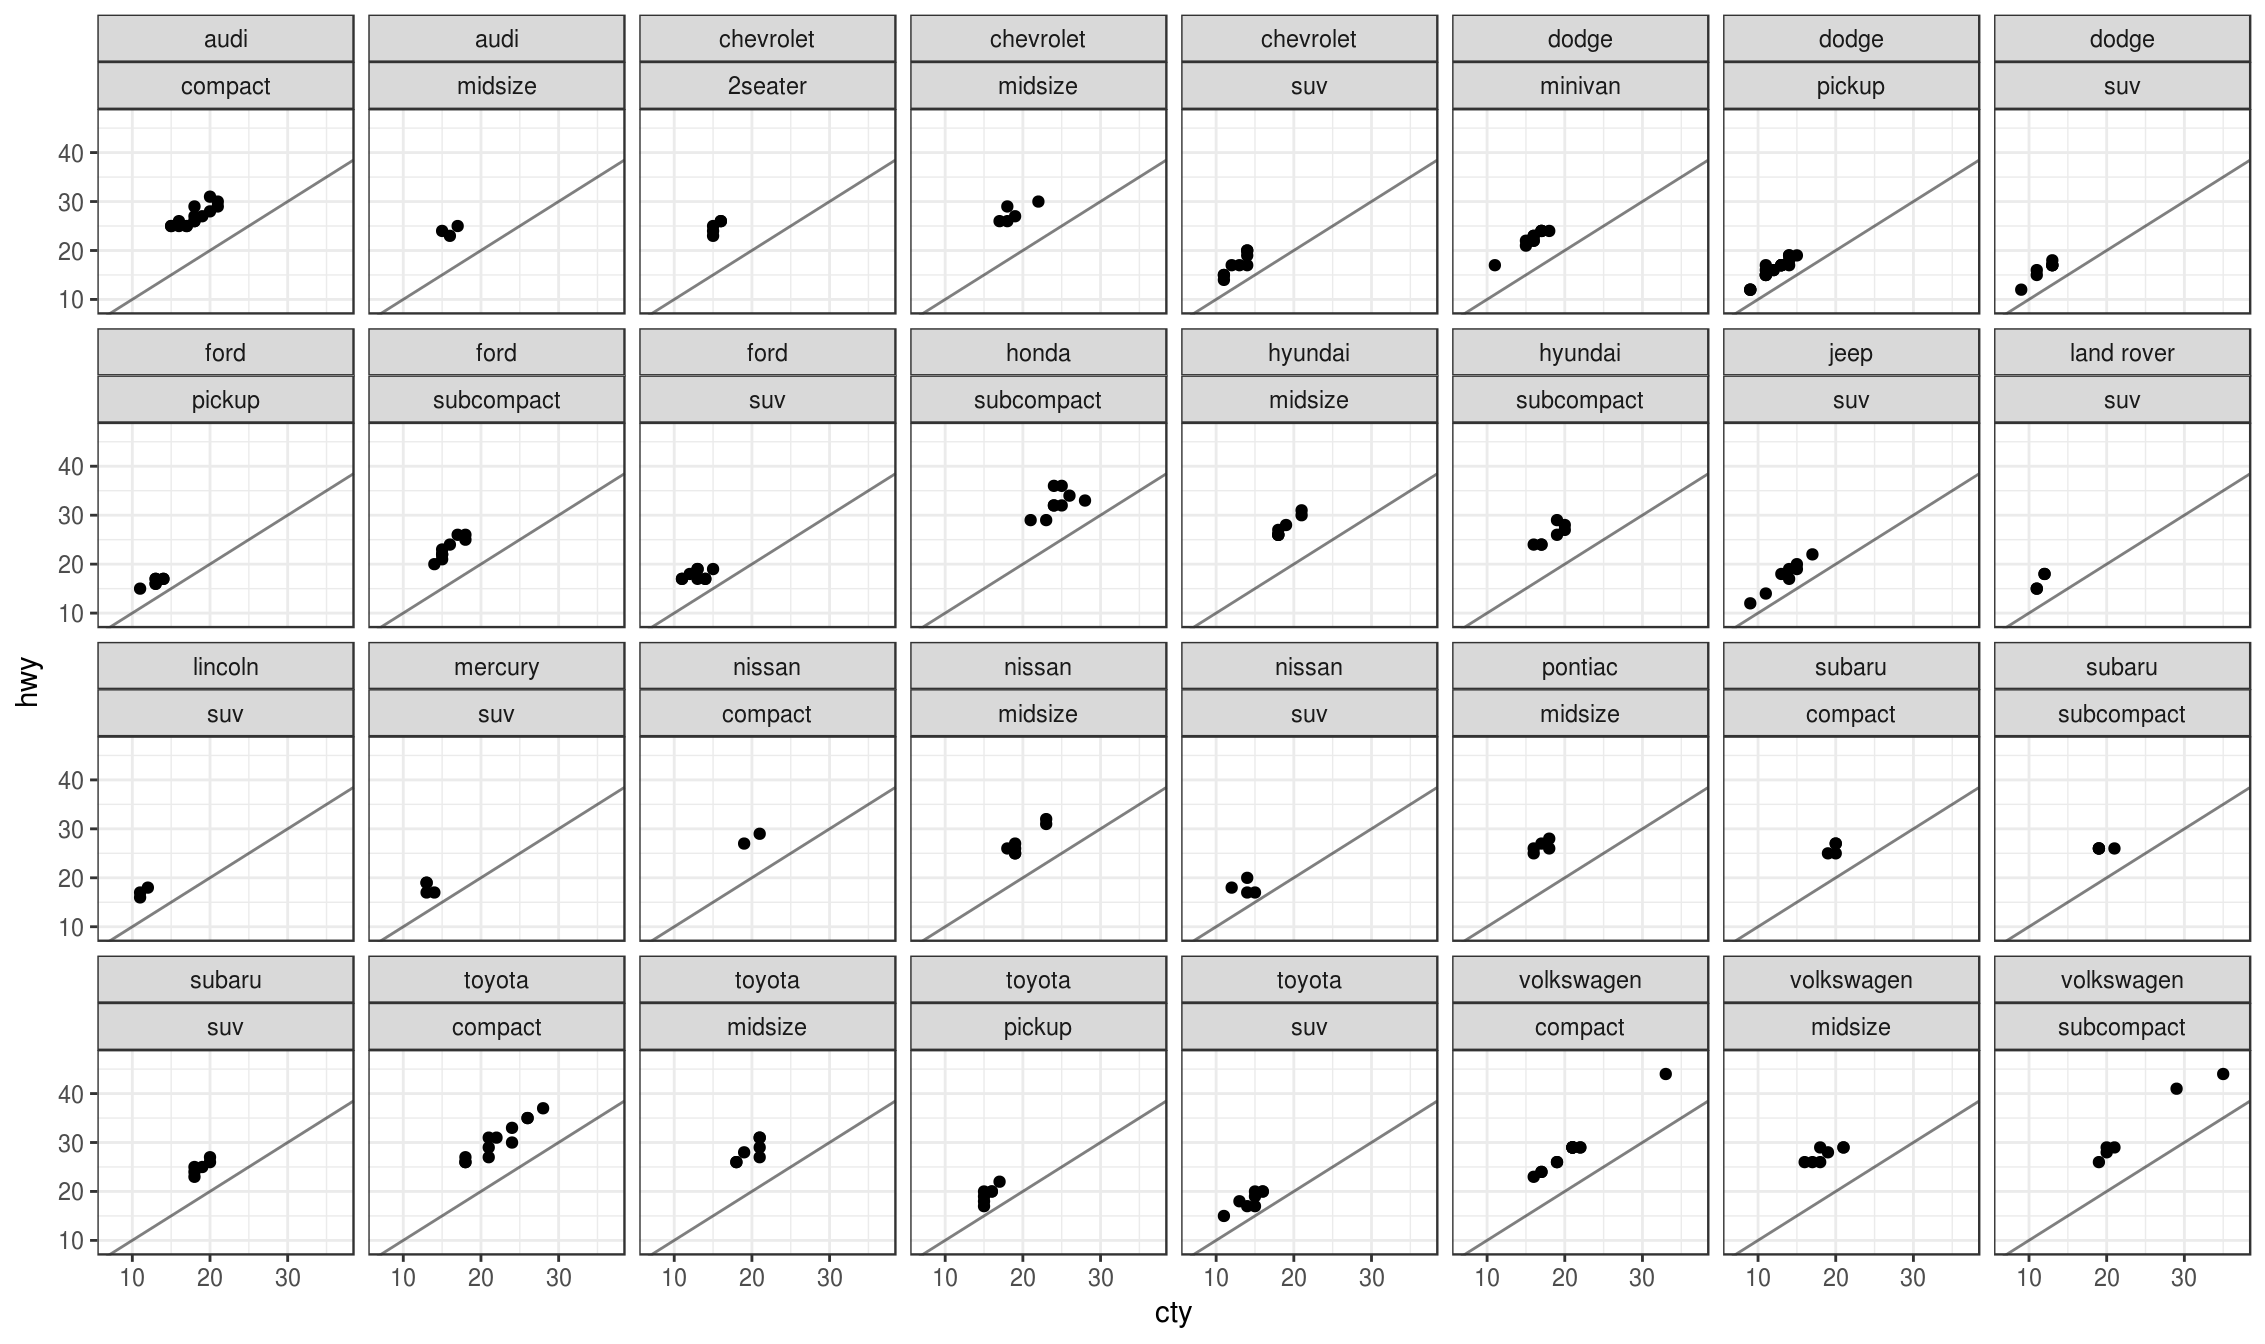 audi audi chevrolet chevrolet chevrolet dodge dodge dodge
compact midsize 2seater midsize suv minivan pickup suv
40
30
20
10
ford ford ford honda hyundai hyundai jeep land rover
pickup subcompact suv subcompact midsize subcompact suv suv
40
30
20
10
hwy
lincoln mercury nissan nissan nissan pontiac subaru subaru
suv suv compact midsize suv midsize compact subcompact
40
30
20
10
subaru toyota toyota toyota toyota volkswagen volkswagen volkswagen
suv compact midsize pickup suv compact midsize subcompact
40
30
20
10
10 20 30 10 20 30 10 20 30 10 20 30 10 20 30 10 20 30 10 20 30 10 20 30
cty